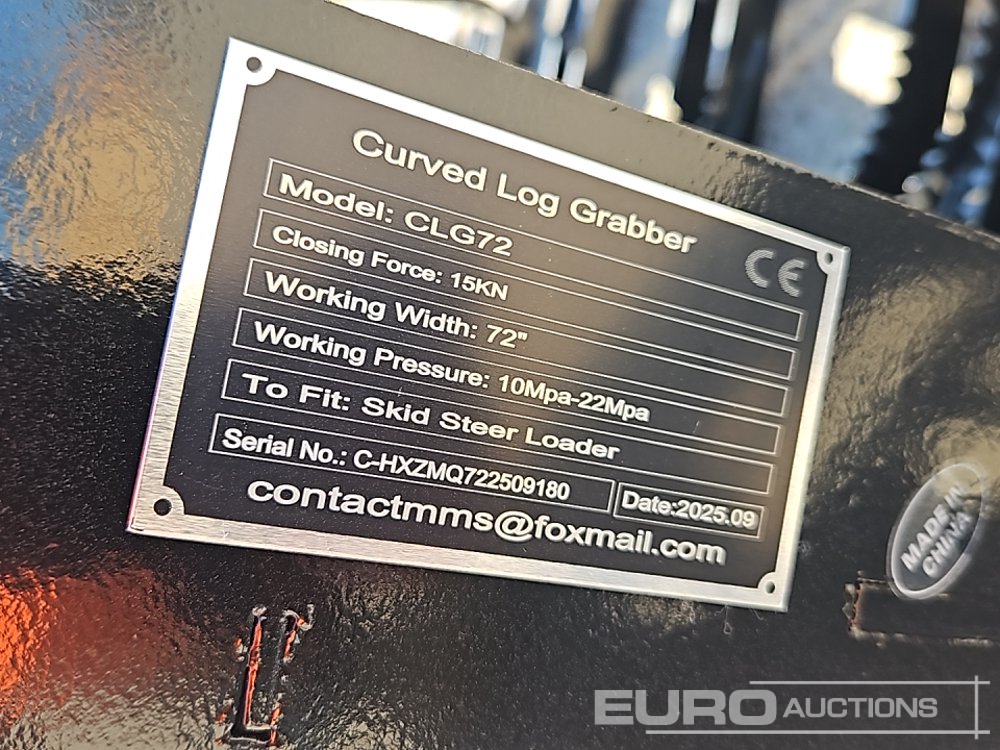 Curved Log Grabber
CE
Model: CLG72
Closing Force: 15KN
Working Width: 72"
Working Pressure: 10Mpa-22Mpa
To Fit: Skid Steer Loader
Serial No.: C-HXZMQ722509180 Date:2025.09
contactmms@foxmail.com
MADE IN
CHINA
EURO AUCTIONS